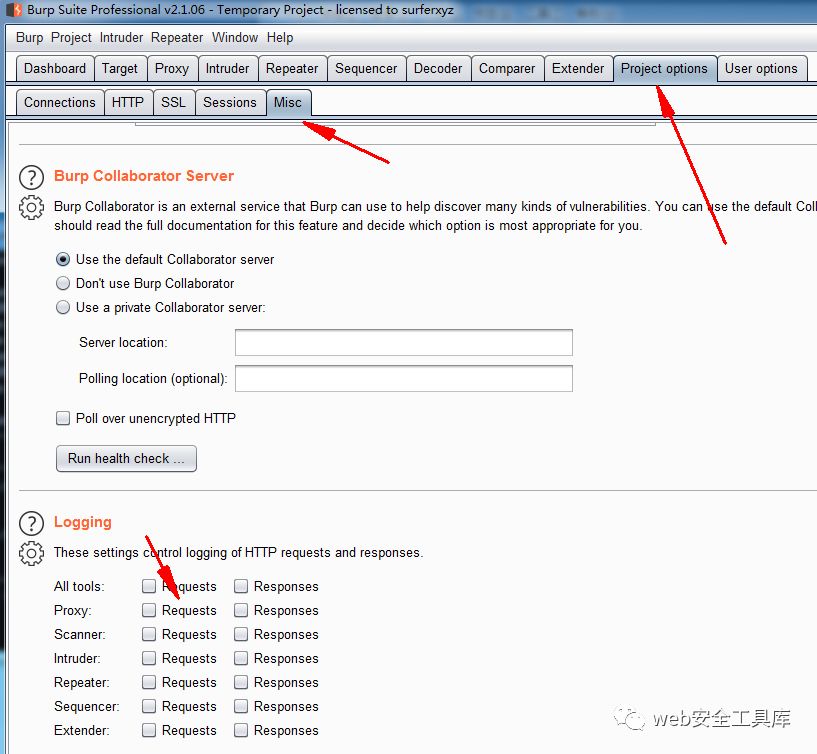 Burp Suite Professional v2.1.06 - Temporary Project - licensed to surferxyz
Burp Project Intruder Repeater Window Help
Dashboard Target Proxy Intruder Repeater Sequencer Decoder Comparer Extender Project options User options
Connections HTTP SSL Sessions Misc
Burp Collaborator Server
Burp Collaborator is an external service that Burp can use to help discover many kinds of vulnerabilities. You can use the default Coll
should read the full documentation for this feature and decide which option is most appropriate for you.
Use the default Collaborator server
Don't use Burp Collaborator
Use a private Collaborator server:
Server location:
Polling location (optional):
Poll over unencrypted HTTP
Run health check ...
Logging
These settings control logging of HTTP requests and responses.
All tools: Requests Responses
Proxy: Requests Responses
Scanner: Requests Responses
Intruder: Requests Responses
Repeater: Requests Responses
Sequencer: Requests Responses
Extender: Requests Responses
web安全工具库